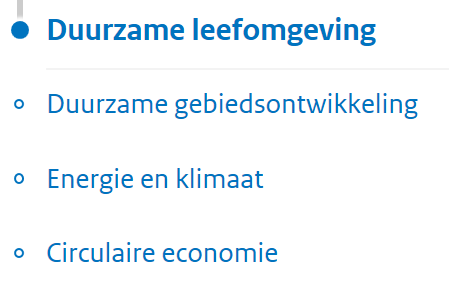 Duurzame leefomgeving
Duurzame gebiedsontwikkeling
Energie en klimaat
Circulaire economie